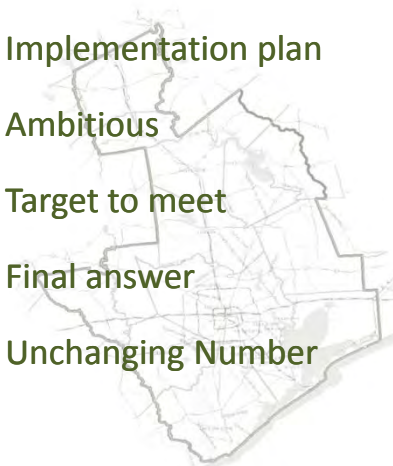 Implementation plan
Ambitious
Target to meet
Final answer
Unchanging Number